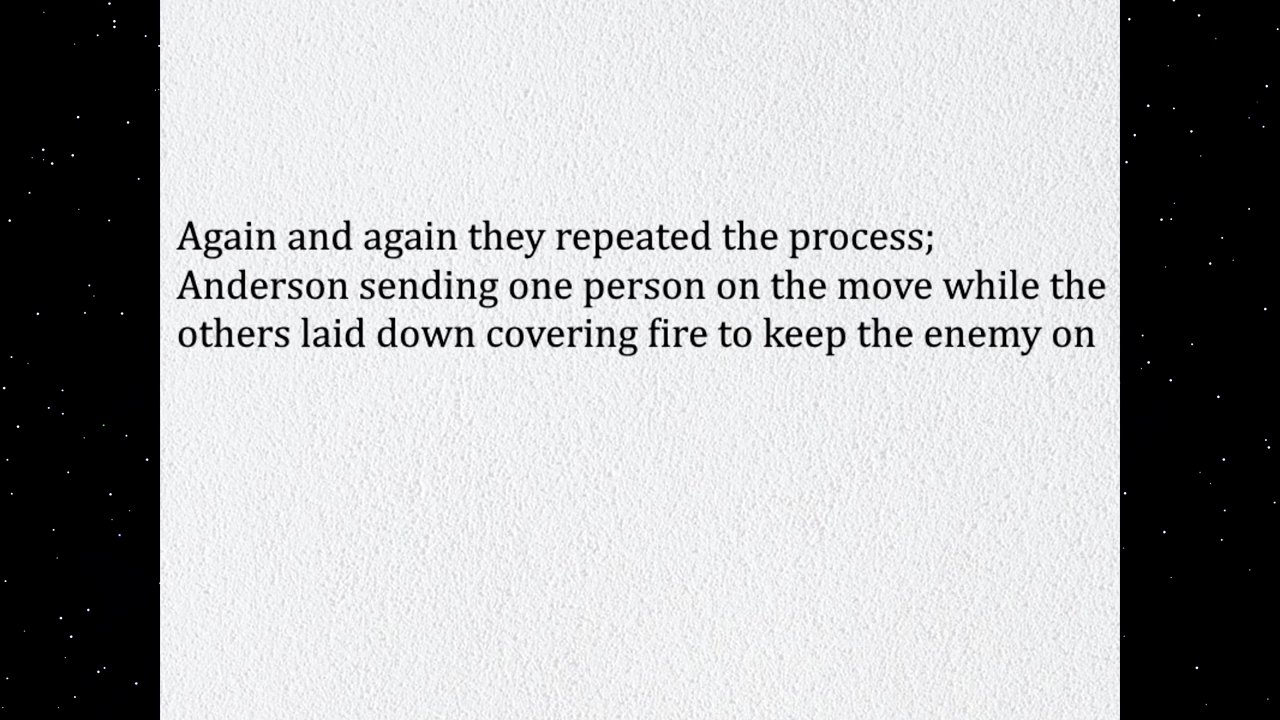 Again and again they repeated the process;
Anderson sending one person on the move while the
others laid down covering fire to keep the enemy on